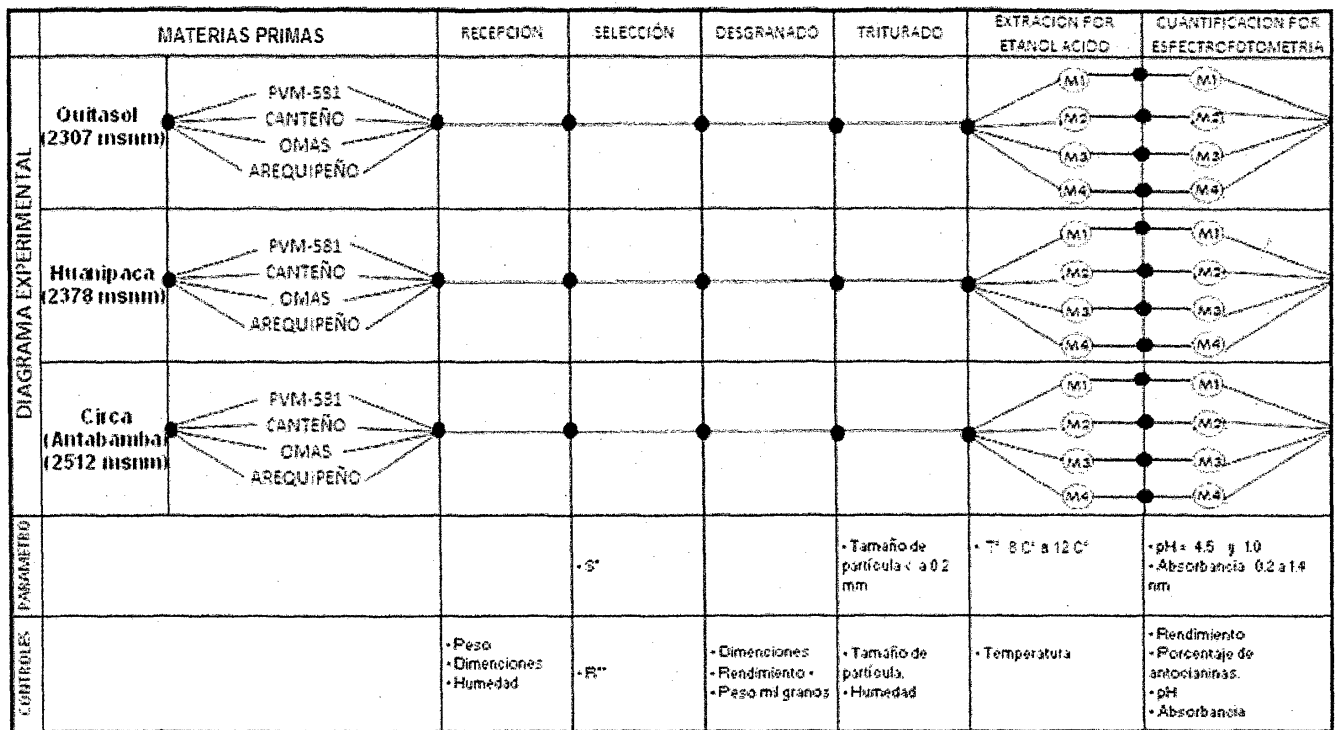 MATERIAS PRIMAS
RECEPCION
SELECCIÓN
DESGRANADO
TRITURADO
EXTRACION POR
ETANOL ACIDO
CUANTIFICACION POR
ESPECTROFOTOMETRIA
DIAGRAMA EXPERIMENTAL
Quitasol
(2307 msnm)
PVM-581
CANTEÑO
OMAS
AREQUIPEÑO
M1
M1
M2
M2
M3
M3
M4
M4
Huanipaca
(2378 msnm)
PVM-581
CANTEÑO
OMAS
AREQUIPEÑO
M1
M1
M2
M2
M3
M3
M4
M4
Circa
(Antabamba)
(2512 msnm)
PVM-581
CANTEÑO
OMAS
AREQUIPEÑO
M1
M1
M2
M2
M3
M3
M4
M4
PARAMETRO
• S*
• Tamaño de
partícula < a 0.2
mm
• T° 8 C° a 12 C°
• pH = 4.5 y 1.0
• Absorbancia 0.2 a 1.4
nm
CONTROLES
• Peso
• Dimenciones
• Humedad
• R**
• Dimenciones
• Rendimiento •
• Peso mil granos
• Tamaño de
partícula.
• Humedad
• Temperatura
• Rendimiento
• Porcentaje de
antocianinas.
• pH
• Absorbancia